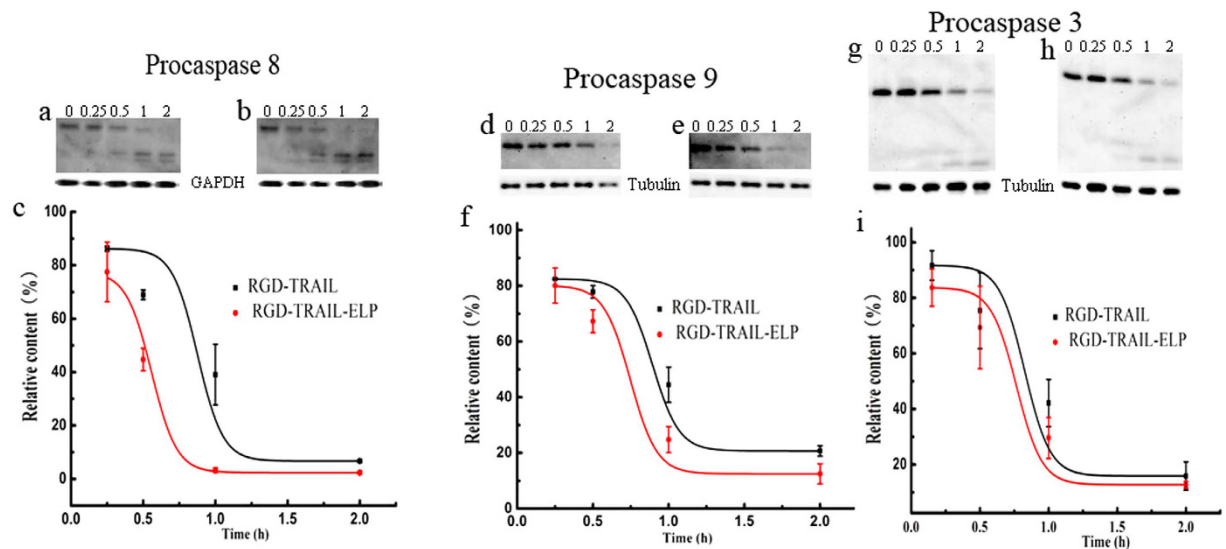 Procaspase 8
a
0 0.25 0.5 1 2
b
0 0.25 0.5 1 2
GAPDH
c
100
80
60
40
20
0
Relative content (%)
RGD-TRAIL
RGD-TRAIL-ELP
0.0 0.5 1.0 1.5 2.0
Time (h)
Procaspase 9
d
0 0.25 0.5 1 2
e
0 0.25 0.5 1 2
Tubulin
f
100
80
60
40
20
0
Relative content (%)
RGD-TRAIL
RGD-TRAIL-ELP
0.0 0.5 1.0 1.5 2.0
Time (h)
Procaspase 3
g
0 0.25 0.5 1 2
h
0 0.25 0.5 1 2
Tubulin
i
100
80
60
40
20
Relative content (%)
RGD-TRAIL
RGD-TRAIL-ELP
0.0 0.5 1.0 1.5 2.0
Time (h)